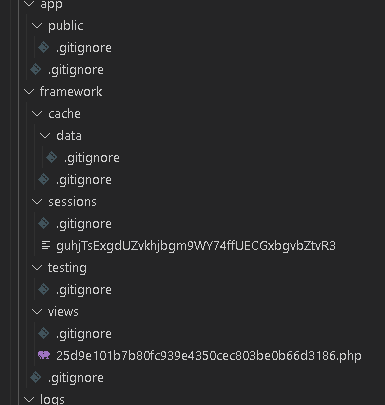 app
public
.gitignore
.gitignore
framework
cache
data
.gitignore
.gitignore
sessions
.gitignore
guhjTsExgdUZvkhjbgm9WY74ffUECGxbgvbZtvR3
testing
.gitignore
views
.gitignore
25d9e101b7b80fc939e4350cec803be0b66d3186.php
.gitignore
logs